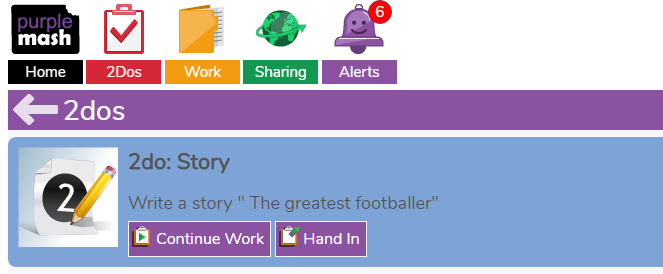 purple
mash
6
Home
2Dos
Work
Sharing
Alerts
2dos
2
2do: Story
Write a story " The greatest footballer"
Continue Work
Hand In